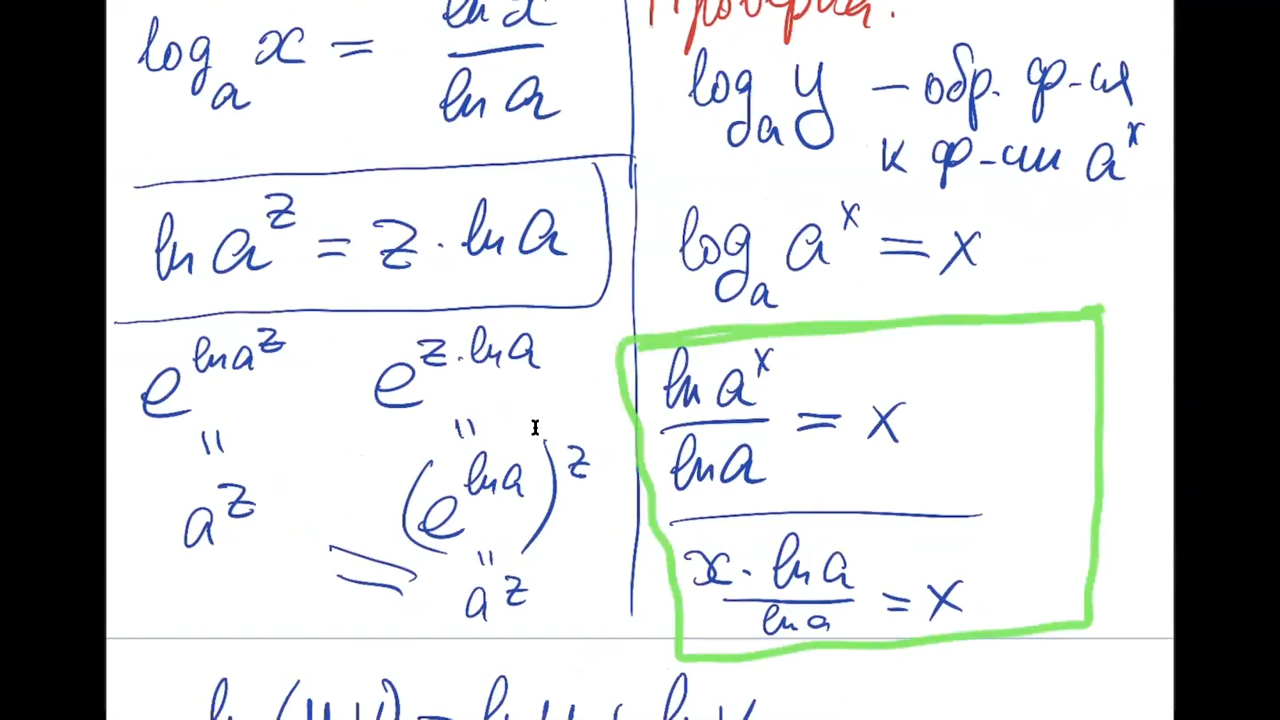 log_a x = ln x / ln a
ln a^z = z · ln a
e^{ln a^z} e^{z·ln a}
" "
a^z (e^{ln a})^z
"
= a^z
Проверка:
log_a y – обр. ф-ия
к ф-ии a^x
log_a a^x = x
ln a^x / ln a = x
x · ln a / ln a = x